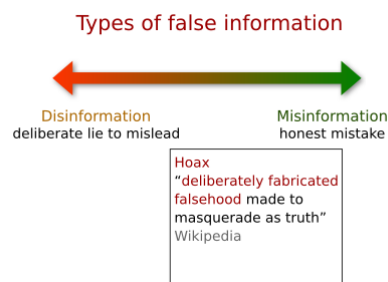 Types of false information
Disinformation
deliberate lie to mislead
Misinformation
honest mistake
Hoax
“deliberately fabricated
falsehood made to
masquerade as truth”
Wikipedia